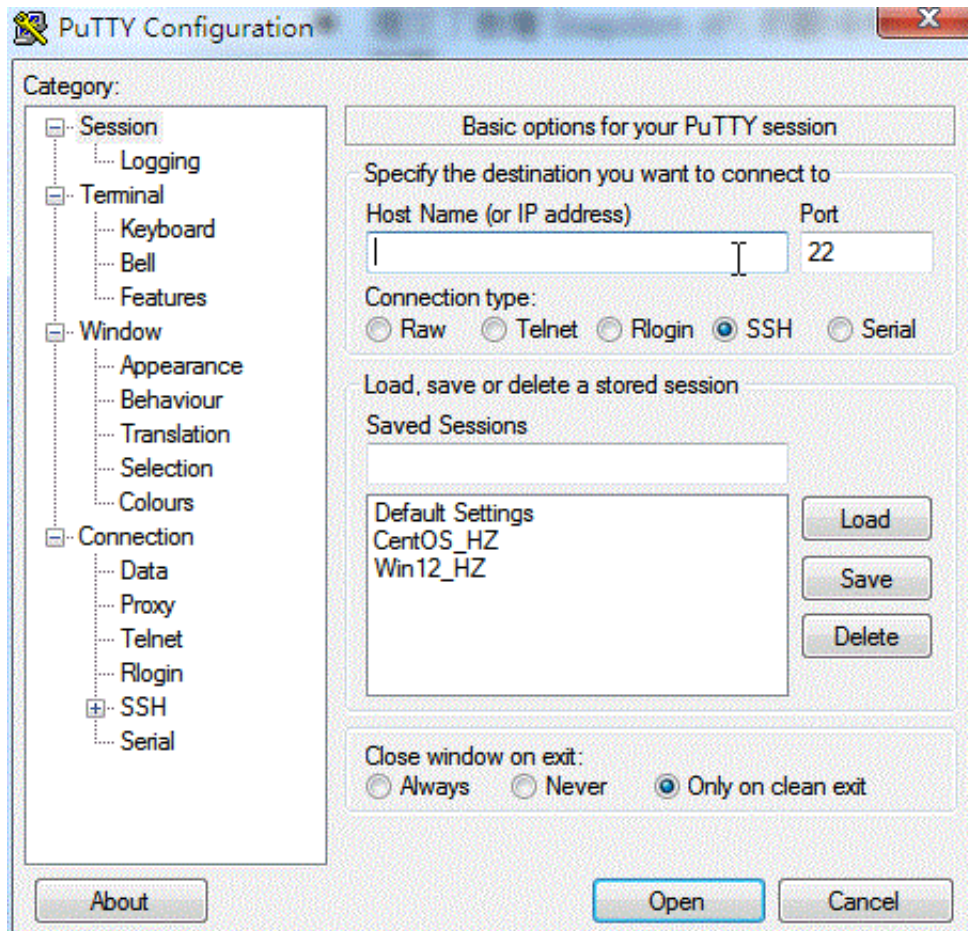 PuTTY Configuration
Category:
Session
Logging
Terminal
Keyboard
Bell
Features
Window
Appearance
Behaviour
Translation
Selection
Colours
Connection
Data
Proxy
Telnet
Rlogin
SSH
Serial
Basic options for your PuTTY session
Specify the destination you want to connect to
Host Name (or IP address) Port
22
Connection type:
Raw Telnet Rlogin SSH Serial
Load, save or delete a stored session
Saved Sessions
Default Settings
CentOS_HZ
Win12_HZ
Load
Save
Delete
Close window on exit:
Always Never Only on clean exit
About Open Cancel